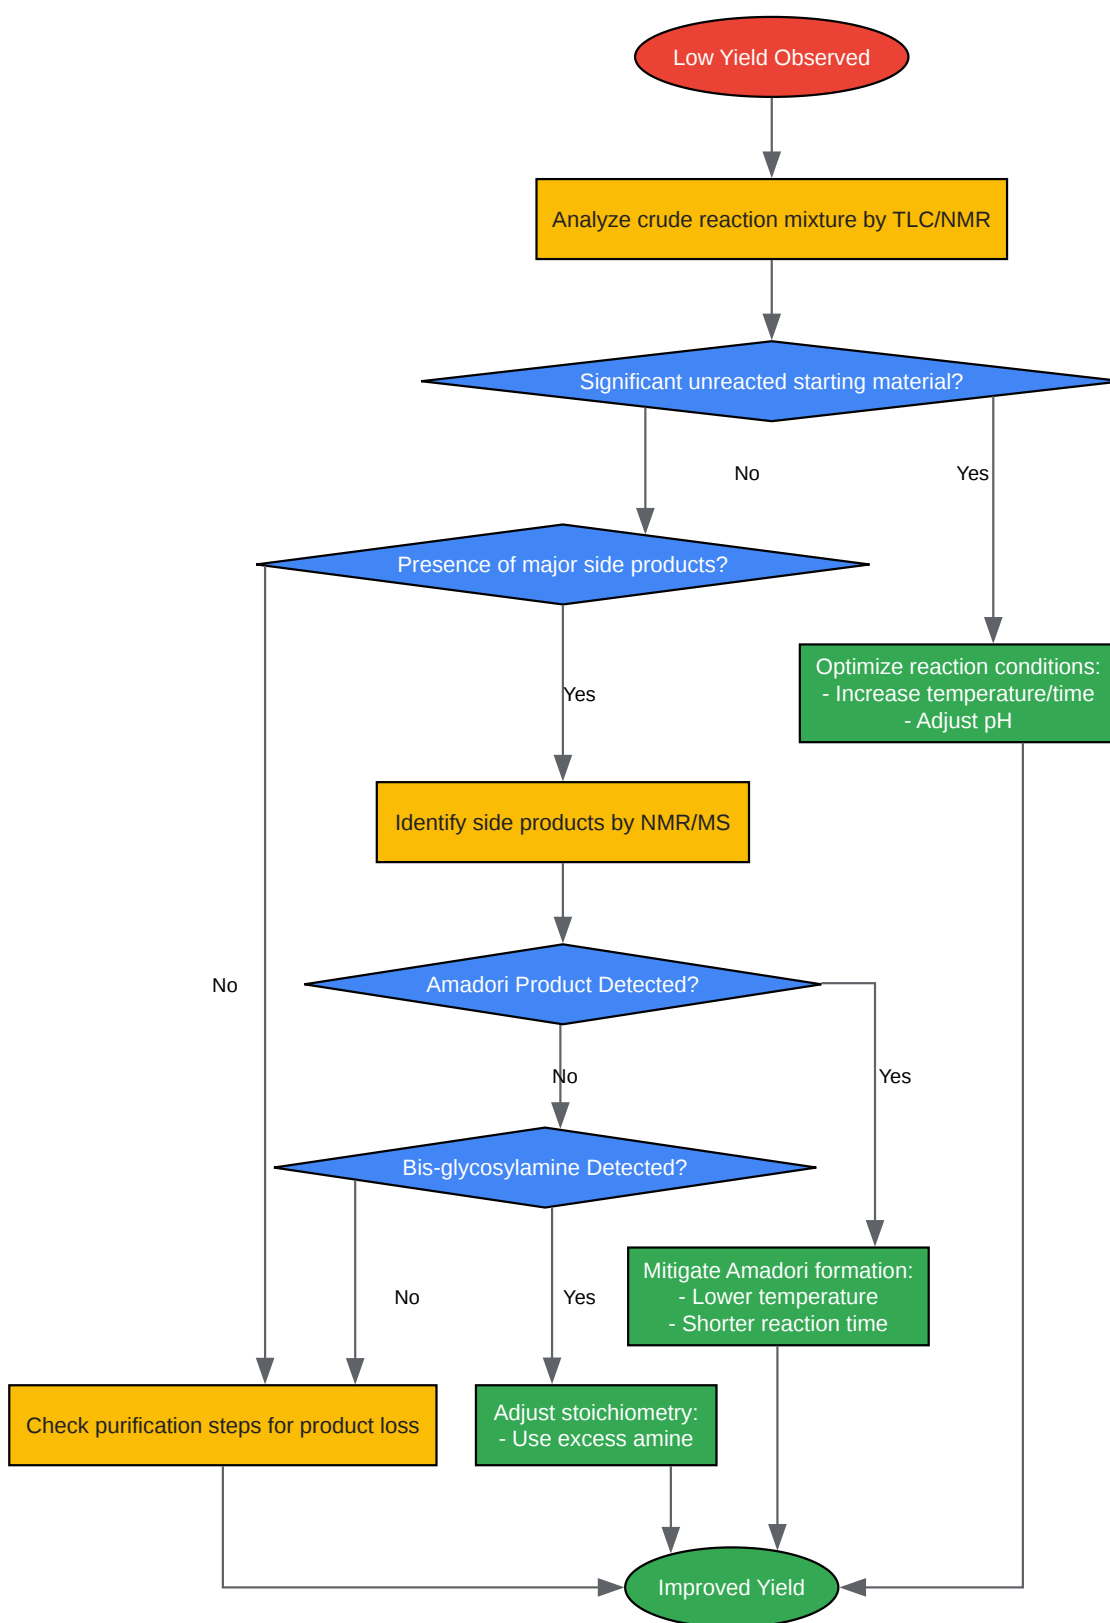 Low Yield Observed
Analyze crude reaction mixture by TLC/NMR
Significant unreacted starting material?
No
Yes
Presence of major side products?
Optimize reaction conditions:
- Increase temperature/time
- Adjust pH
Yes
Identify side products by NMR/MS
No
Amadori Product Detected?
No
Yes
Bis-glycosylamine Detected?
Mitigate Amadori formation:
- Lower temperature
- Shorter reaction time
No
Yes
Check purification steps for product loss
Adjust stoichiometry:
- Use excess amine
Improved Yield